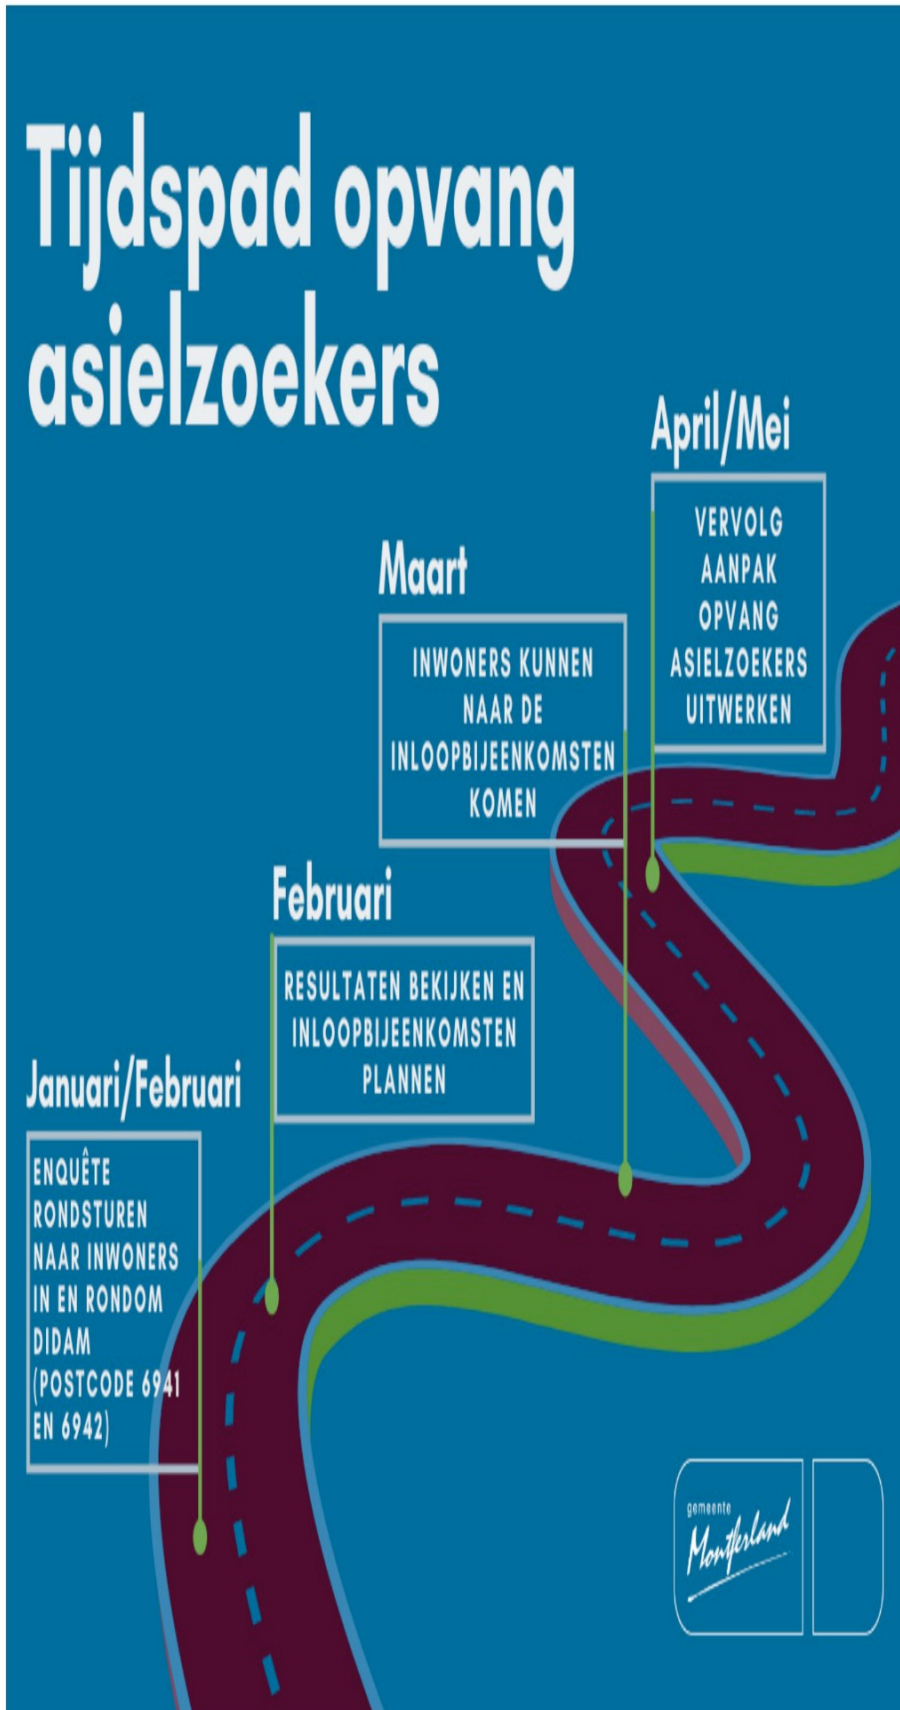 Tijdspad opvang
asielzoekers
Januari/Februari
ENQUÊTE
RONDSTUREN
NAAR INWONERS
IN EN RONDOM
DIDAM
(POSTCODE 6941
EN 6942)
Februari
RESULTATEN BEKIJKEN EN
INLOOPBIJEENKOMSTEN
PLANNEN
Maart
INWONERS KUNNEN
NAAR DE
INLOOPBIJEENKOMSTEN
KOMEN
April/Mei
VERVOLG
AANPAK
OPVANG
ASIELZOEKERS
UITWERKEN
gemeente
Montferland